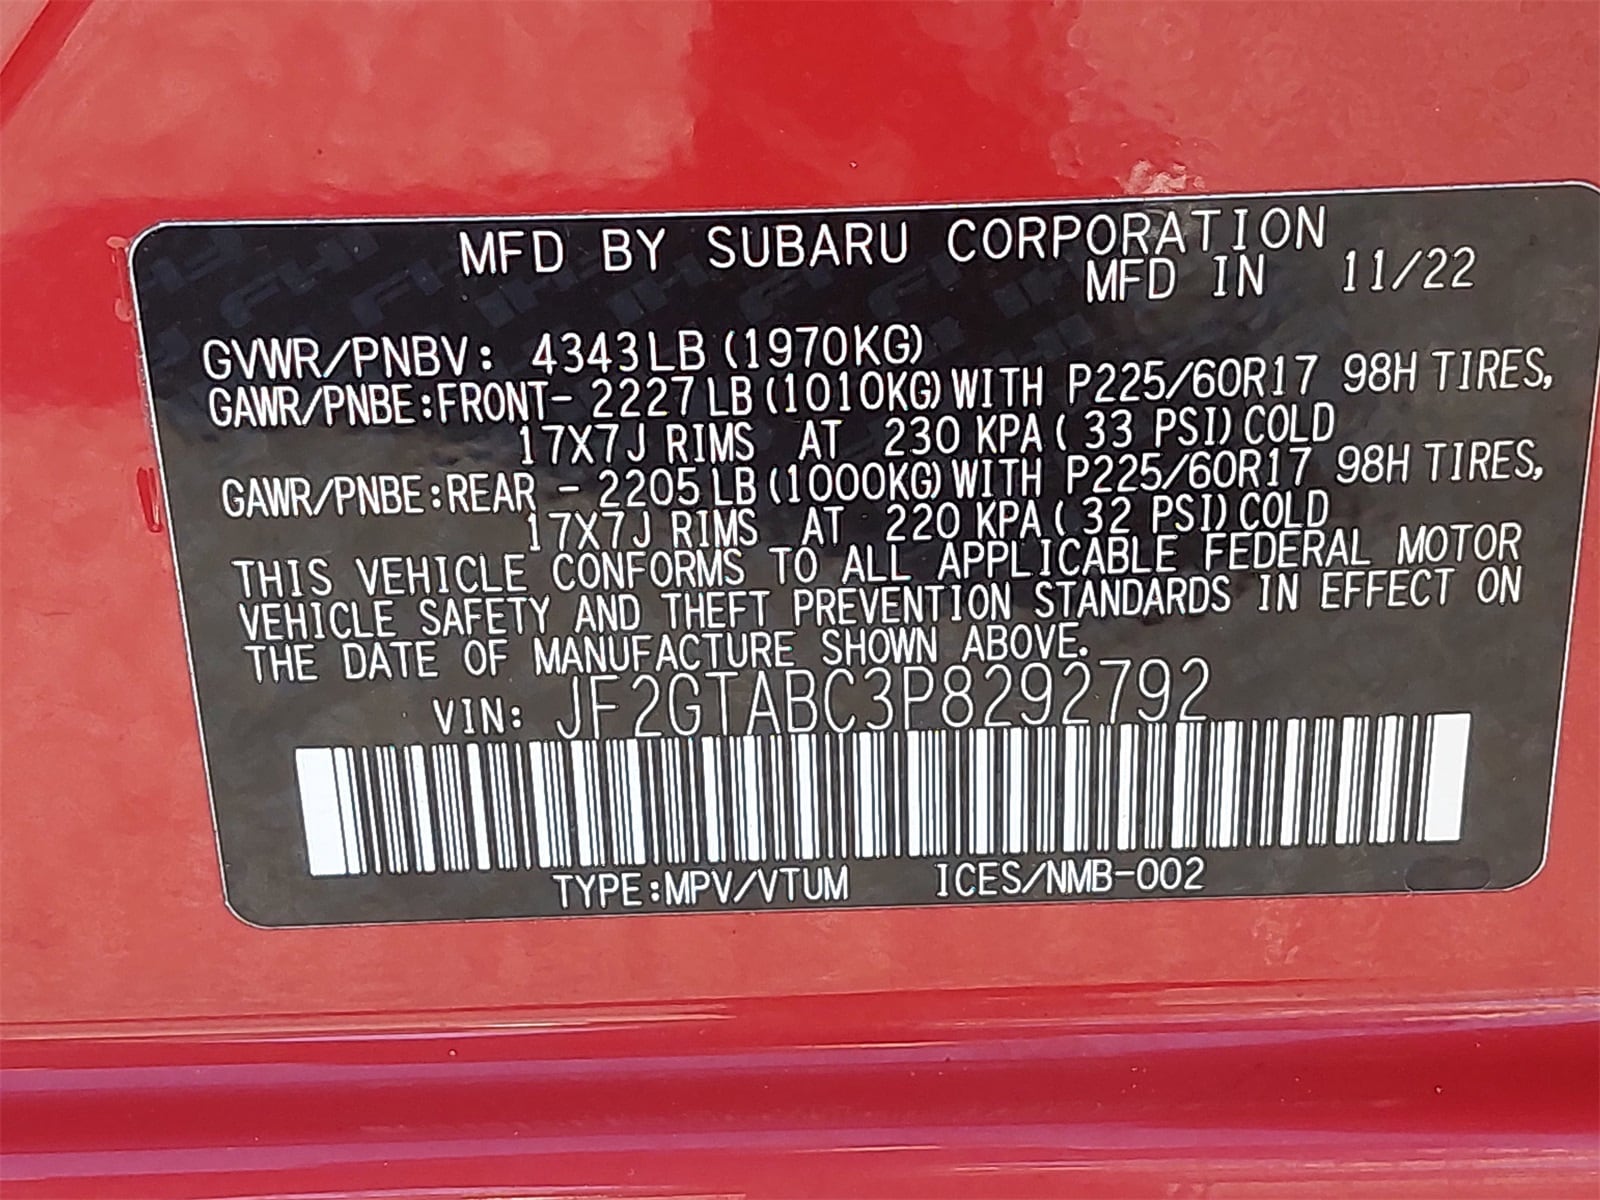 MFD BY SUBARU CORPORATION
MFD IN 11/22
GVWR/PNBV: 4343LB (1970KG)
GAWR/PNBE:FRONT- 2227LB (1010KG) WITH P225/60R17 98H TIRES,
17X7J RIMS AT 230 KPA ( 33 PSI) COLD
GAWR/PNBE:REAR - 2205LB (1000KG) WITH P225/60R17 98H TIRES,
17X7J RIMS AT 220 KPA ( 32 PSI) COLD
THIS VEHICLE CONFORMS TO ALL APPLICABLE FEDERAL MOTOR
VEHICLE SAFETY AND THEFT PREVENTION STANDARDS IN EFFECT ON
THE DATE OF MANUFACTURE SHOWN ABOVE.
VIN: JF2GTABC3P8292792
TYPE:MPV/VTUM ICES/NMB-002